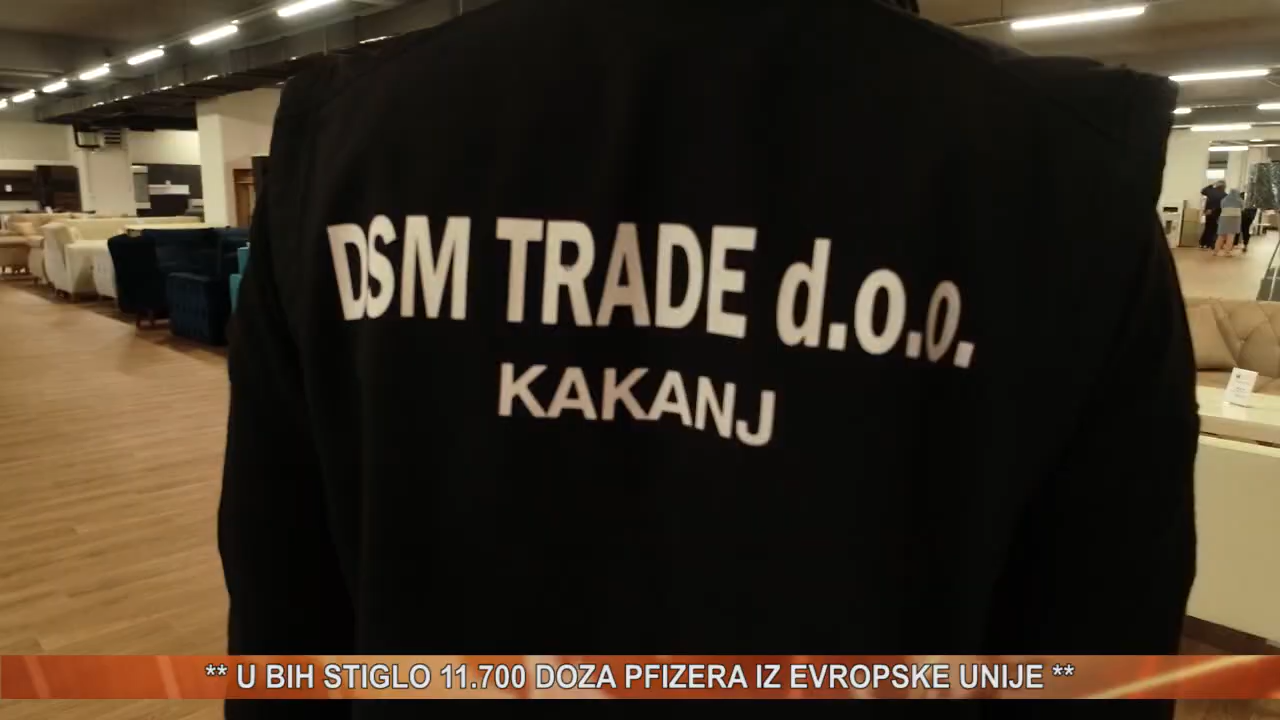 DSM TRADE d.o.o.
KAKANJ
** U BIH STIGLO 11.700 DOZA PFIZERA IZ EVROPSKE UNIJE **